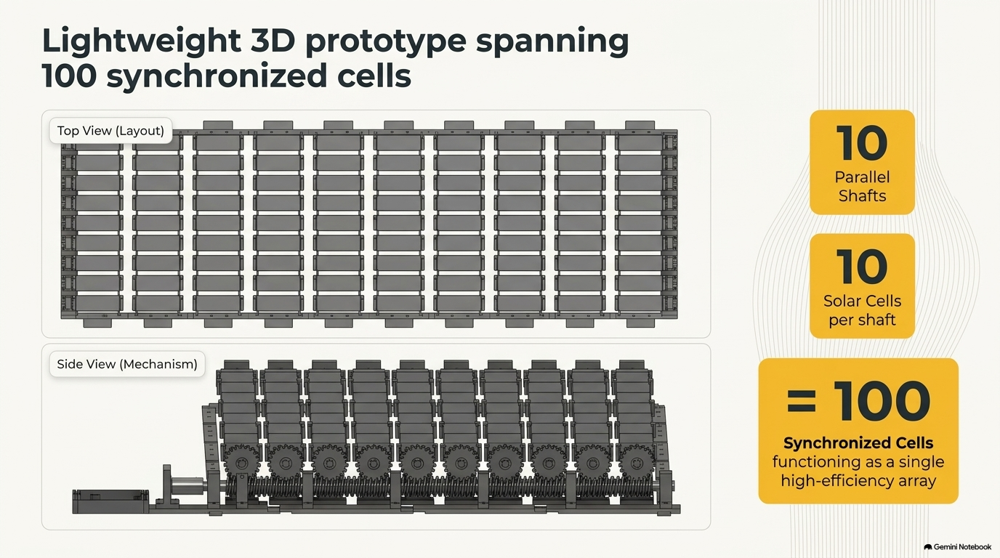 Lightweight 3D prototype spanning
100 synchronized cells
Top View (Layout)
Side View (Mechanism)
10
Parallel
Shafts
10
Solar Cells
per shaft
= 100
Synchronized Cells
functioning as a single
high-efficiency array
Gemini Notebook